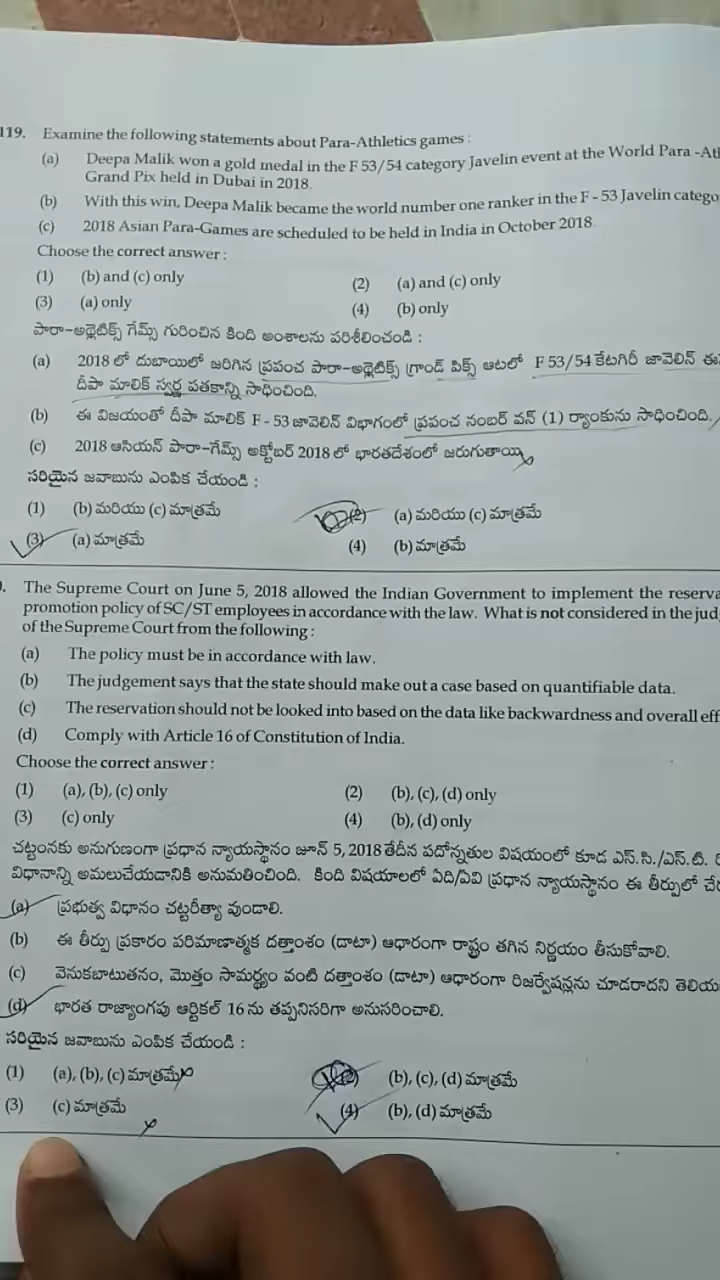 119. Examine the following statements about Para-Athletics games :
(a) Deepa Malik won a gold medal in the F 53/54 category Javelin event at the World Para - 
Grand Pix held in Dubai in 2018.
(b) With this win, Deepa Malik became the world number one ranker in the F - 53 Javelin
(c) 2018 Asian Para-Games are scheduled to be held in India in October 2018.
Choose the correct answer :
(1) (b) and (c) only (2) (a) and (c) only
(3) (a) only (4) (b) only
పారా-అథ్లెటిక్స్ గేమ్స్ గురించిన కింది అంశాలను పరిశీలించండి :
(a) 2018 లో దుబాయిలో జరిగిన ప్రపంచ పారా-అథ్లెటిక్స్ గ్రాండ్ పిక్స్ ఆటలో F 53/54 కేటగిరీ జావెలిన్
దీపా మాలిక్ స్వర్ణ పతకాన్ని సాధించింది.
(b) ఈ విజయంతో దీపా మాలిక్ F - 53 జావెలిన్ విభాగంలో ప్రపంచ నంబర్ వన్ (1) ర్యాంకును సాధించింది.
(c) 2018 ఆసియన్ పారా-గేమ్స్ అక్టోబర్ 2018 లో భారతదేశంలో జరుగుతాయి
సరియైన జవాబును ఎంపిక చేయండి :
(1) (b) మరియు (c) మాత్రమే (2) (a) మరియు (c) మాత్రమే
(3) (a) మాత్రమే (4) (b) మాత్రమే
The Supreme Court on June 5, 2018 allowed the Indian Government to implement the
promotion policy of SC/ST employees in accordance with the law. What is not considered in the
of the Supreme Court from the following :
(a) The policy must be in accordance with law.
(b) The judgement says that the state should make out a case based on quantifiable data.
(c) The reservation should not be looked into based on the data like backwardness and overall
(d) Comply with Article 16 of Constitution of India.
Choose the correct answer :
(1) (a), (b), (c) only (2) (b), (c), (d) only
(3) (c) only (4) (b), (d) only
చట్టంనకు అనుగుణంగా ప్రధాన న్యాయస్థానం జూన్ 5, 2018 తేదీన పదోన్నతుల విషయంలో కూడ ఎస్.సి./ఎస్.టి.
విధానాన్ని అమలుచేయడానికి అనుమతించింది. కింది విషయాలలో ఏది/ఏవి ప్రధాన న్యాయస్థానం ఈ తీర్పులో
(a) ప్రభుత్వ విధానం చట్టరీత్యా వుండాలి.
(b) ఈ తీర్పు ప్రకారం పరిమాణాత్మక దత్తాంశం (డాటా) ఆధారంగా రాష్ట్రం తగిన నిర్ణయం తీసుకోవాలి.
(c) వెనుకబాటుతనం, మొత్తం సామర్థ్యం వంటి దత్తాంశం (డాటా) ఆధారంగా రిజర్వేషన్లను చూడరాదని
(d) భారత రాజ్యాంగపు ఆర్టికల్ 16 ను తప్పనిసరిగా అనుసరించాలి.
సరియైన జవాబును ఎంపిక చేయండి :
(1) (a), (b), (c) మాత్రమే (2) (b), (c), (d) మాత్రమే
(3) (c) మాత్రమే (4) (b), (d) మాత్రమే